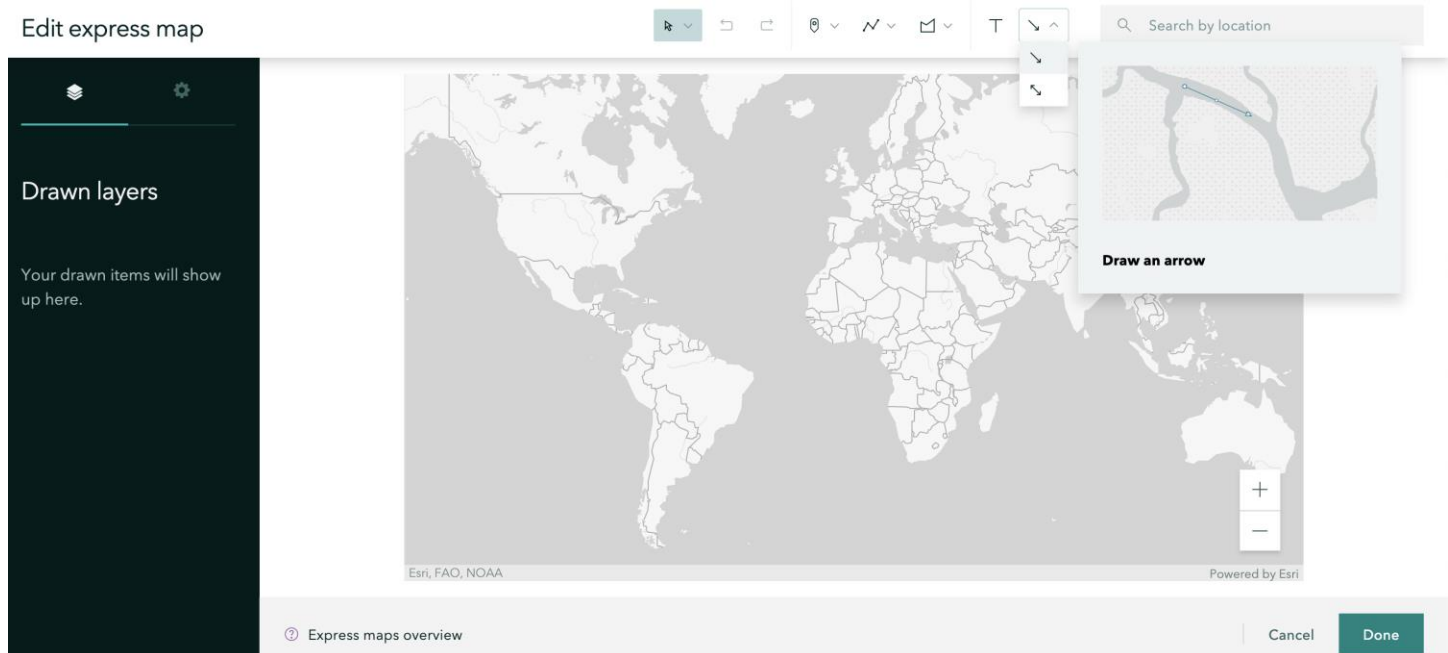 Edit express map
Search by location
Drawn layers
Your drawn items will show
up here.
Draw an arrow
Esri, FAO, NOAA
Powered by Esri
Express maps overview
Cancel
Done